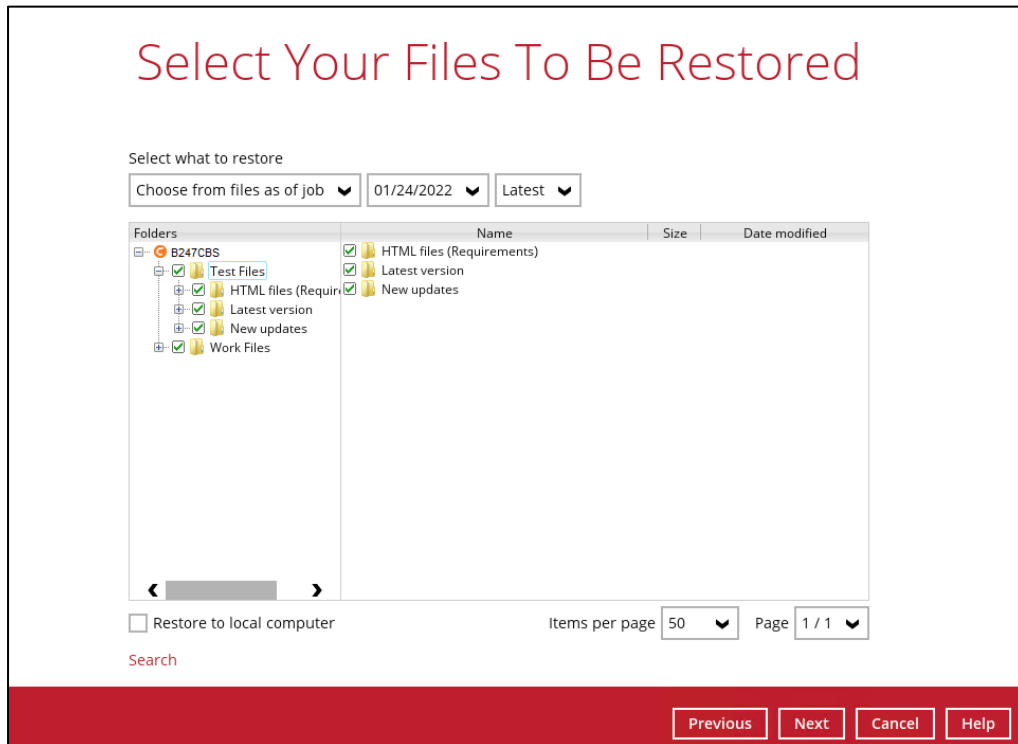 Select Your Files To Be Restored
Select what to restore
Choose from files as of job 01/24/2022 Latest
Folders Name Size Date modified
B247CBS
Test Files
HTML files (Require
Latest version
New updates
Work Files
HTML files (Requirements)
Latest version
New updates
Restore to local computer Items per page 50 Page 1 / 1
Search
Previous Next Cancel Help